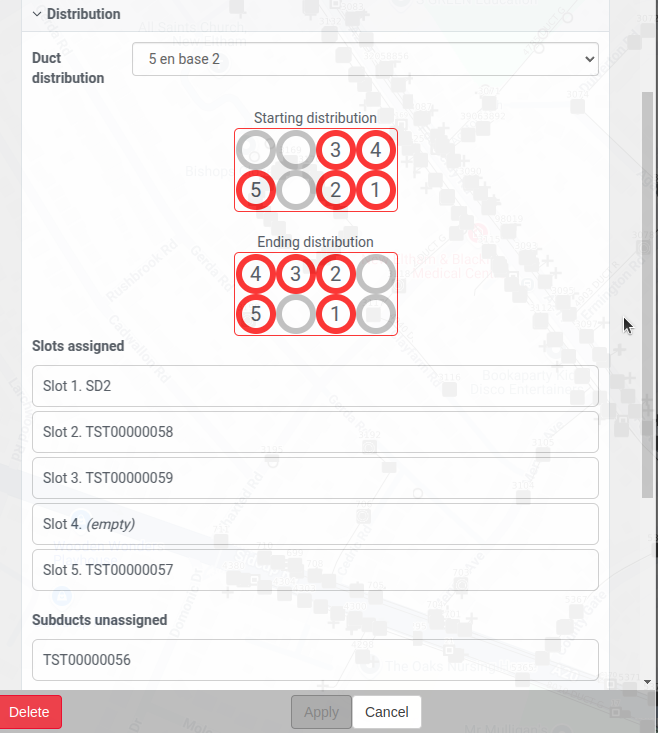 Distribution
Duct distribution
5 en base 2
Starting distribution
3 4
5 2 1
Ending distribution
4 3 2
5 1
Slots assigned
Slot 1. SD2
Slot 2. TST00000058
Slot 3. TST00000059
Slot 4. (empty)
Slot 5. TST00000057
Subducts unassigned
TST00000056
Delete
Apply
Cancel